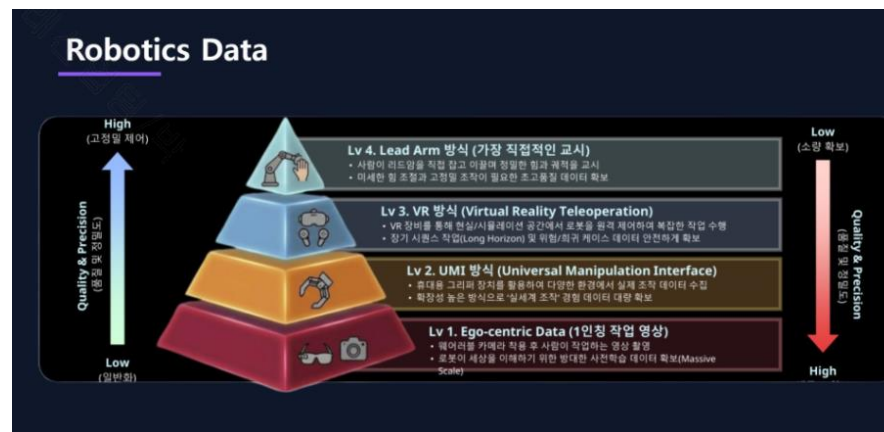 Robotics Data
High
(고정밀 제어)
Quality & Precision
(품질 및 정밀도)
Low
(일반화)
Lv 4. Lead Arm 방식 (가장 직접적인 교시)
• 사람이 리드암을 직접 잡고 이끌며 정밀한 힘과 궤적을 교시
• 미세한 힘 조절과 고정밀 조작이 필요한 초고품질 데이터 확보
Lv 3. VR 방식 (Virtual Reality Teleoperation)
• VR 장비를 통해 현실/시뮬레이션 공간에서 로봇을 원격 제어하여 복잡한 작업 수행
• 장기 시퀀스 작업(Long Horizon) 및 위험/희귀 케이스 데이터 안전하게 확보
Lv 2. UMI 방식 (Universal Manipulation Interface)
• 휴대용 그리퍼 장치를 활용하여 다양한 환경에서 실제 조작 데이터 수집
• 확장성 높은 방식으로 '실세계 조작' 경험 데이터 대량 확보
Lv 1. Ego-centric Data (1인칭 작업 영상)
• 웨어러블 카메라 착용 후 사람이 작업하는 영상 촬영
• 로봇이 세상을 이해하기 위한 방대한 사전학습 데이터 확보(Massive
Scale)
Low
(소량 확보)
Quality & Precision
(품질 및 정밀도)
High